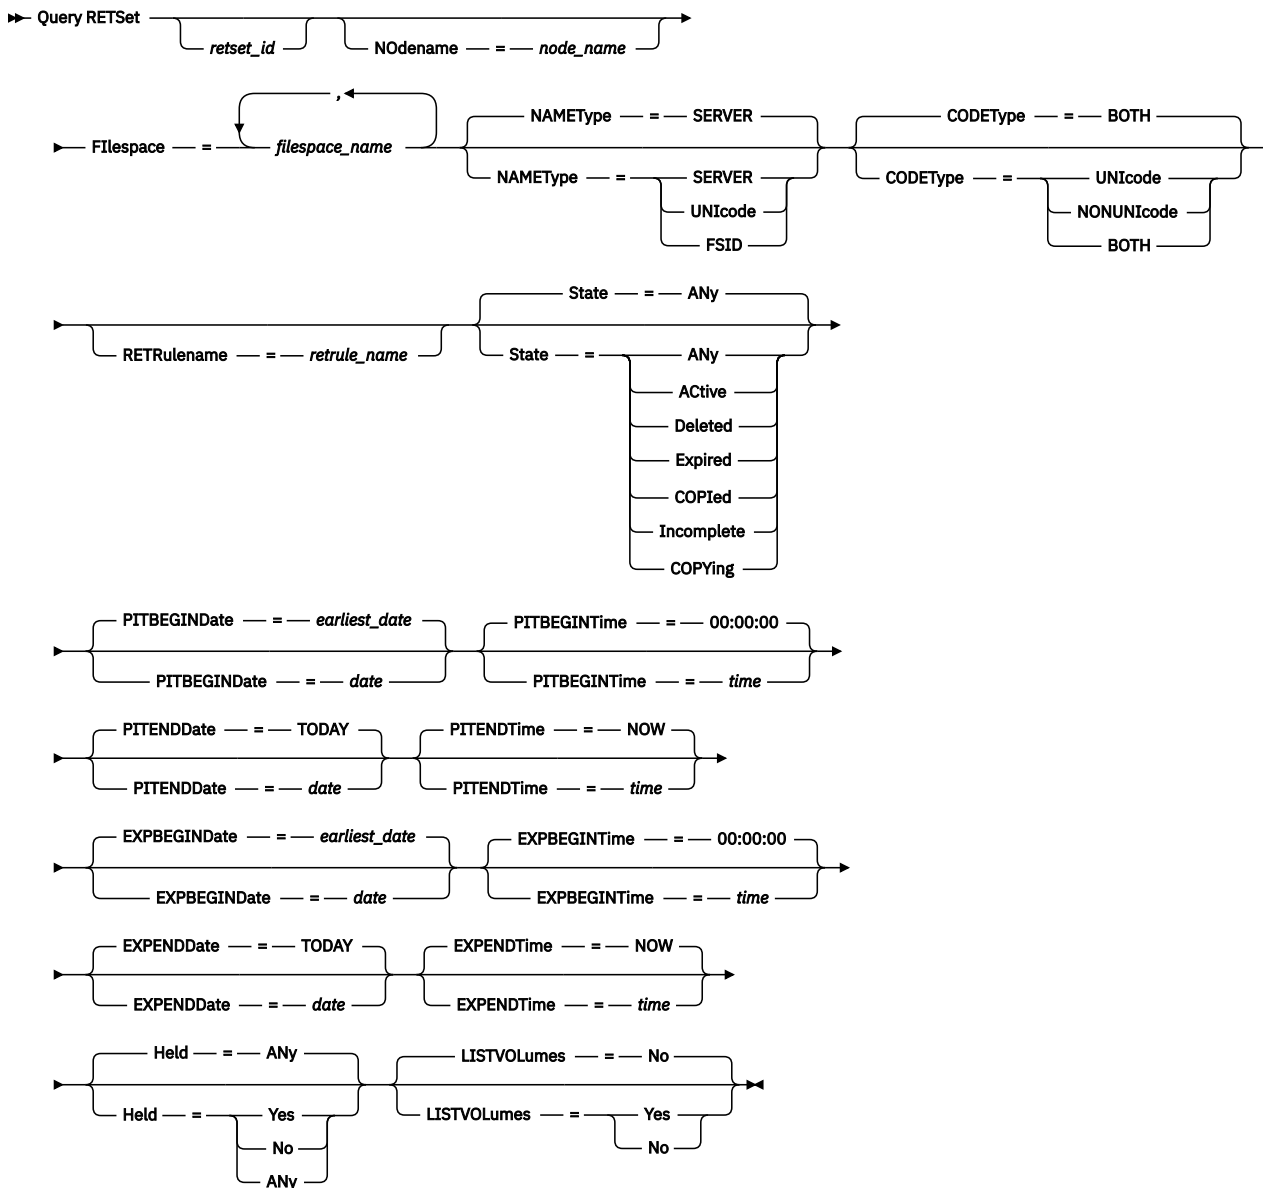 Query RETSet
retset_id
NOdename = node_name
,
FIlespace = filespace_name
NAMEType = SERVER
NAMEType = SERVER
UNIcode
FSID
CODEType = BOTH
CODEType = UNIcode
NONUNIcode
BOTH
RETRulename = retrule_name
State = ANy
State = ANy
ACtive
Deleted
Expired
COPIed
Incomplete
COPYing
PITBEGINDate = earliest_date
PITBEGINDate = date
PITBEGINTime = 00:00:00
PITBEGINTime = time
PITENDDate = TODAY
PITENDDate = date
PITENDTime = NOW
PITENDTime = time
EXPBEGINDate = earliest_date
EXPBEGINDate = date
EXPBEGINTime = 00:00:00
EXPBEGINTime = time
EXPENDDate = TODAY
EXPENDDate = date
EXPENDTime = NOW
EXPENDTime = time
Held = ANy
Held = Yes
No
ANy
LISTVOLumes = No
LISTVOLumes = Yes
No